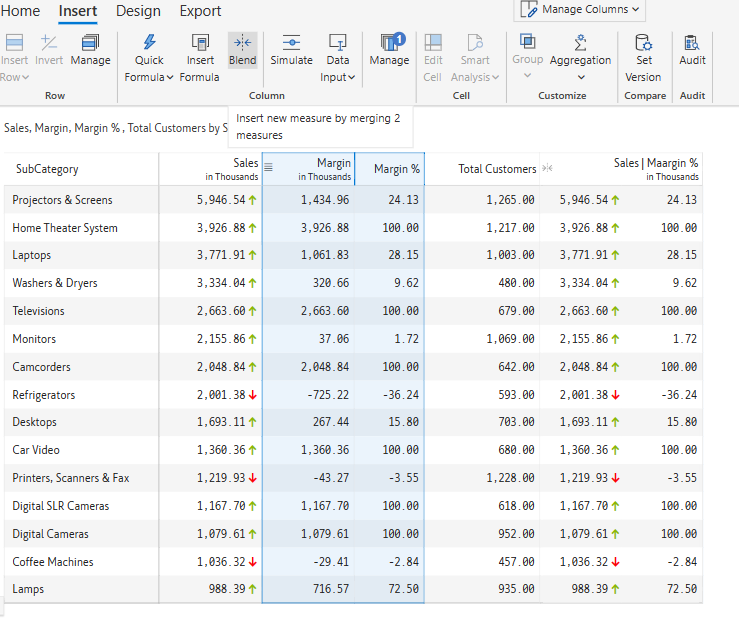 Home Insert Design Export Manage Columns
Insert Row Invert Manage Quick Formula Insert Formula Blend Simulate Data Input Manage 1 Edit Cell Smart Analysis Group Aggregation Set Version Audit
Row Column Cell Customize Compare Audit
Insert new measure by merging 2
measures
Sales, Margin, Margin % , Total Customers by S
SubCategory Sales in Thousands Margin in Thousands Margin % Total Customers Sales | Maargin % in Thousands
Projectors & Screens 5,946.54 1,434.96 24.13 1,265.00 5,946.54 24.13
Home Theater System 3,926.88 3,926.88 100.00 1,217.00 3,926.88 100.00
Laptops 3,771.91 1,061.83 28.15 1,003.00 3,771.91 28.15
Washers & Dryers 3,334.04 320.66 9.62 480.00 3,334.04 9.62
Televisions 2,663.60 2,663.60 100.00 679.00 2,663.60 100.00
Monitors 2,155.86 37.06 1.72 1,069.00 2,155.86 1.72
Camcorders 2,048.84 2,048.84 100.00 642.00 2,048.84 100.00
Refrigerators 2,001.38 -725.22 -36.24 593.00 2,001.38 -36.24
Desktops 1,693.11 267.44 15.80 703.00 1,693.11 15.80
Car Video 1,360.36 1,360.36 100.00 680.00 1,360.36 100.00
Printers, Scanners & Fax 1,219.93 -43.27 -3.55 1,228.00 1,219.93 -3.55
Digital SLR Cameras 1,167.70 1,167.70 100.00 618.00 1,167.70 100.00
Digital Cameras 1,079.61 1,079.61 100.00 952.00 1,079.61 100.00
Coffee Machines 1,036.32 -29.41 -2.84 457.00 1,036.32 -2.84
Lamps 988.39 716.57 72.50 935.00 988.39 72.50